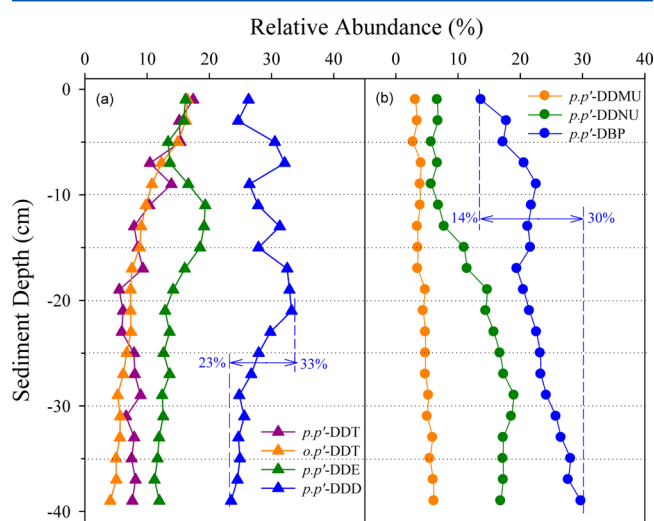 Relative Abundance (%)
0 10 20 30 40 0 10 20 30 40
(a)
(b)
p.p'-DDMU
p.p'-DDNU
p.p'-DBP
0
-10
-20
-30
-40
Sediment Depth (cm)
14% 30%
23% 33%
p.p'-DDT
o.p'-DDT
p.p'-DDE
p.p'-DDD